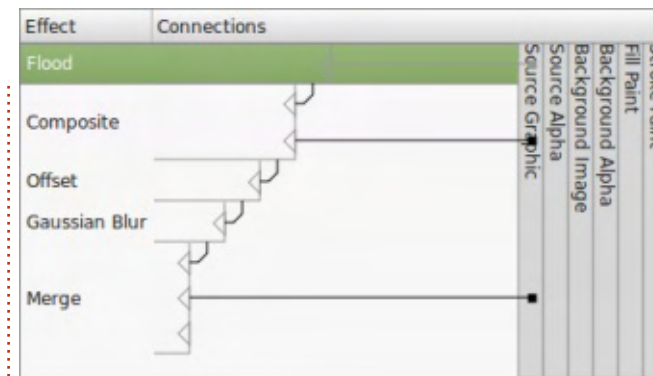 Effect Connections
Flood
Composite
Offset
Gaussian Blur
Merge
Source Graphic
Source Alpha
Background Image
Background Alpha
Fill Paint